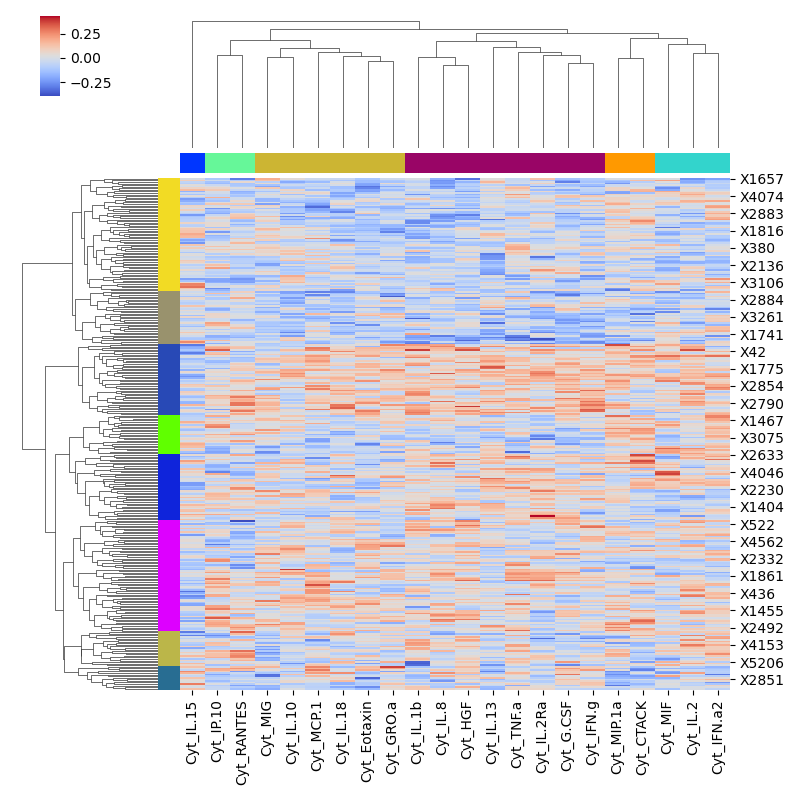 0.25
0.00
−0.25
X1657
X4074
X2883
X1816
X380
X2136
X3106
X2884
X3261
X1741
X42
X1775
X2854
X2790
X1467
X3075
X2633
X4046
X2230
X1404
X522
X4562
X2332
X1861
X436
X1455
X2492
X4153
X5206
X2851
Cyt_IL.15
Cyt_IP.10
Cyt_RANTES
Cyt_MIG
Cyt_IL.10
Cyt_MCP.1
Cyt_IL.18
Cyt_Eotaxin
Cyt_GRO.a
Cyt_IL.1b
Cyt_IL.8
Cyt_HGF
Cyt_IL.13
Cyt_TNF.a
Cyt_IL.2Ra
Cyt_G.CSF
Cyt_IFN.g
Cyt_MIP.1a
Cyt_CTACK
Cyt_MIF
Cyt_IL.2
Cyt_IFN.a2